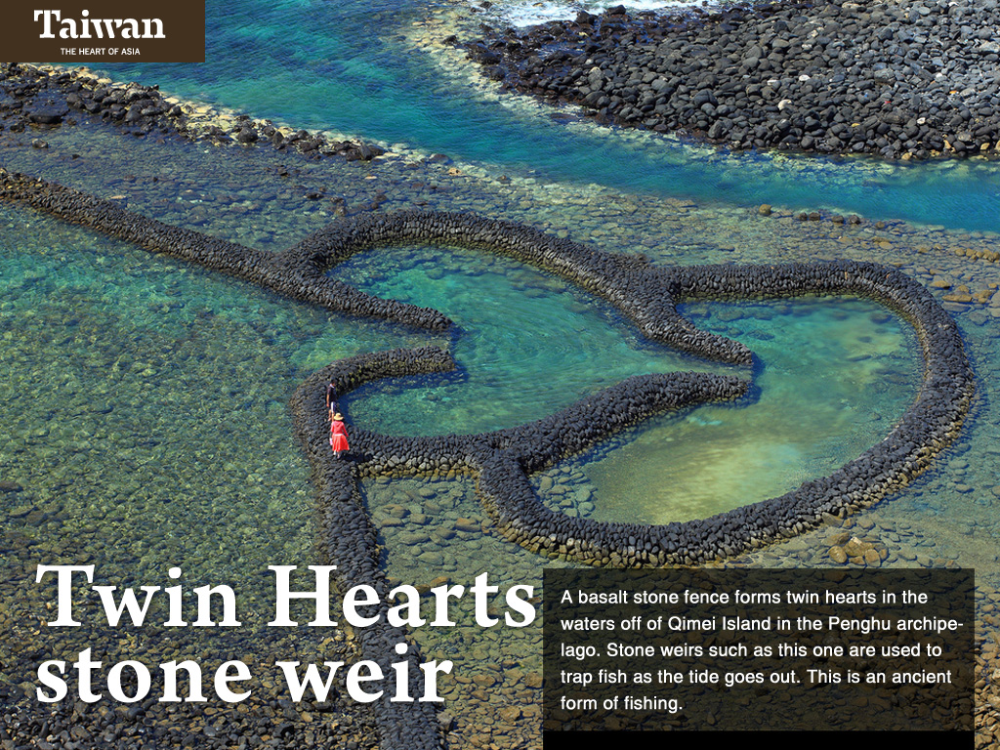 Taiwan
THE HEART OF ASIA
Twin Hearts
stone weir
A basalt stone fence forms twin hearts in the
waters off of Qimei Island in the Penghu archipe-
lago. Stone weirs such as this one are used to
trap fish as the tide goes out. This is an ancient
form of fishing.